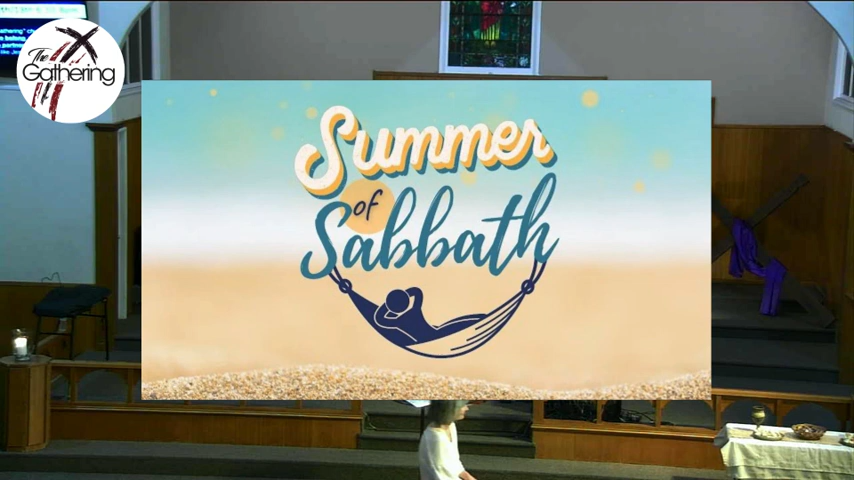 The
Gathering
Summer
of
Sabbath